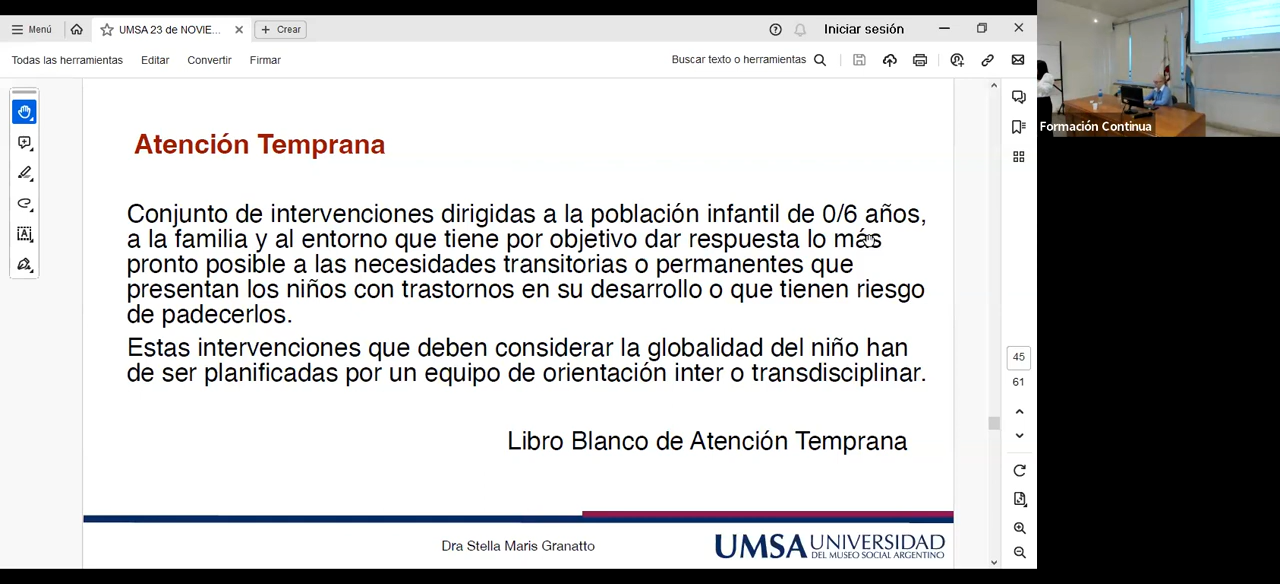 Menú
UMSA 23 de NOVIE...
Crear
Iniciar sesión
Todas las herramientas
Editar
Convertir
Firmar
Buscar texto o herramientas
Formación Continua
Atención Temprana
Conjunto de intervenciones dirigidas a la población infantil de 0/6 años,
a la familia y al entorno que tiene por objetivo dar respuesta lo más
pronto posible a las necesidades transitorias o permanentes que
presentan los niños con trastornos en su desarrollo o que tienen riesgo
de padecerlos.
Estas intervenciones que deben considerar la globalidad del niño han
de ser planificadas por un equipo de orientación inter o transdisciplinar.
Libro Blanco de Atención Temprana
45
61
Dra Stella Maris Granatto
UMSA UNIVERSIDAD
DEL MUSEO SOCIAL ARGENTINO